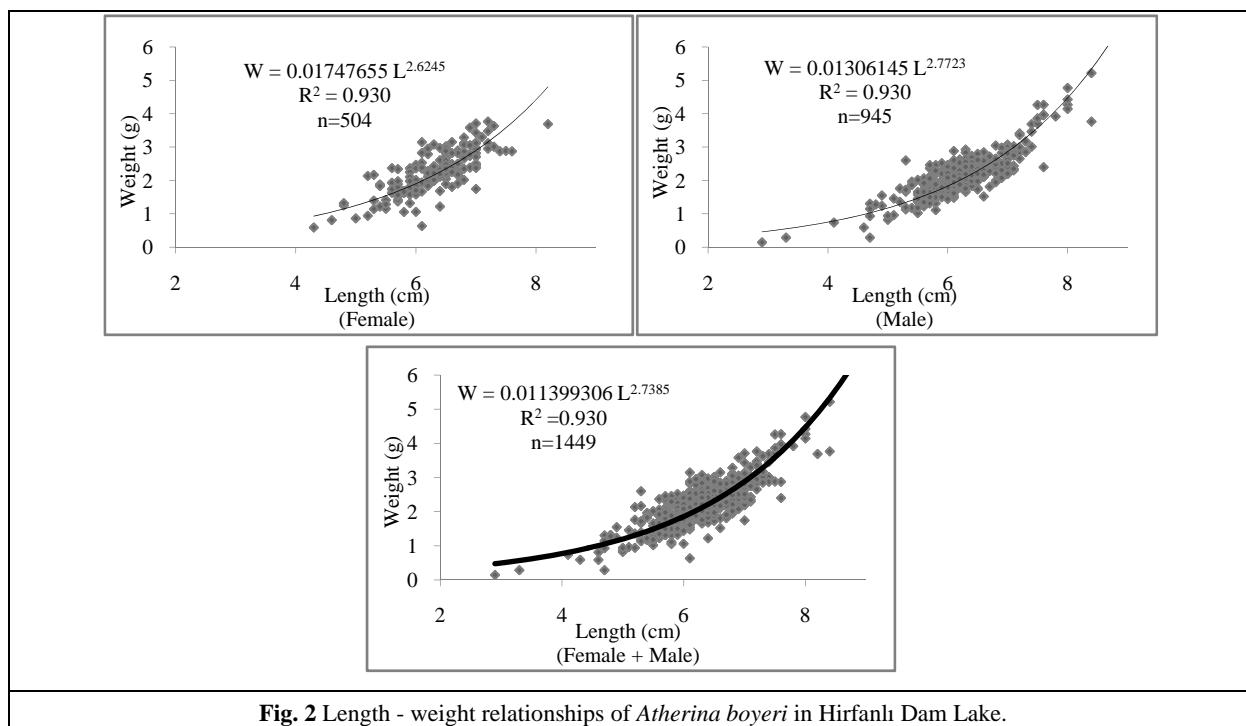 6
5
4
3
2
1
0
Weight (g)
W = 0.01747655 L^2.6245
R² = 0.930
n=504
2 4 6 8
Length (cm)
(Female)
6
5
4
3
2
1
0
Weight (g)
W = 0.01306145 L^2.7723
R² = 0.930
n=945
2 4 6 8
Length (cm)
(Male)
6
5
4
3
2
1
0
Weight (g)
W = 0.011399306 L^2.7385
R² =0.930
n=1449
2 4 6 8
Length (cm)
(Female + Male)
Fig. 2 Length - weight relationships of Atherina boyeri in Hirfanlı Dam Lake.